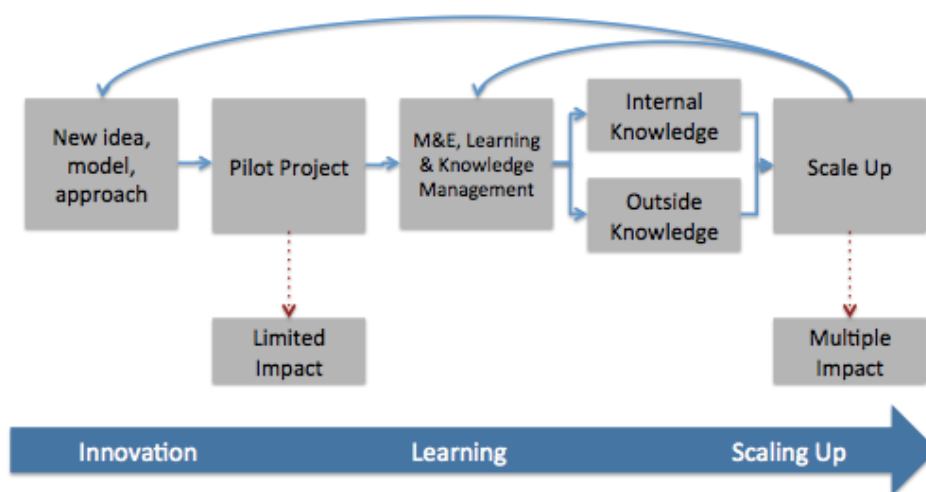 New idea,
model,
approach
Pilot Project
M&E, Learning
& Knowledge
Management
Internal
Knowledge
Outside
Knowledge
Scale Up
Limited
Impact
Multiple
Impact
Innovation
Learning
Scaling Up